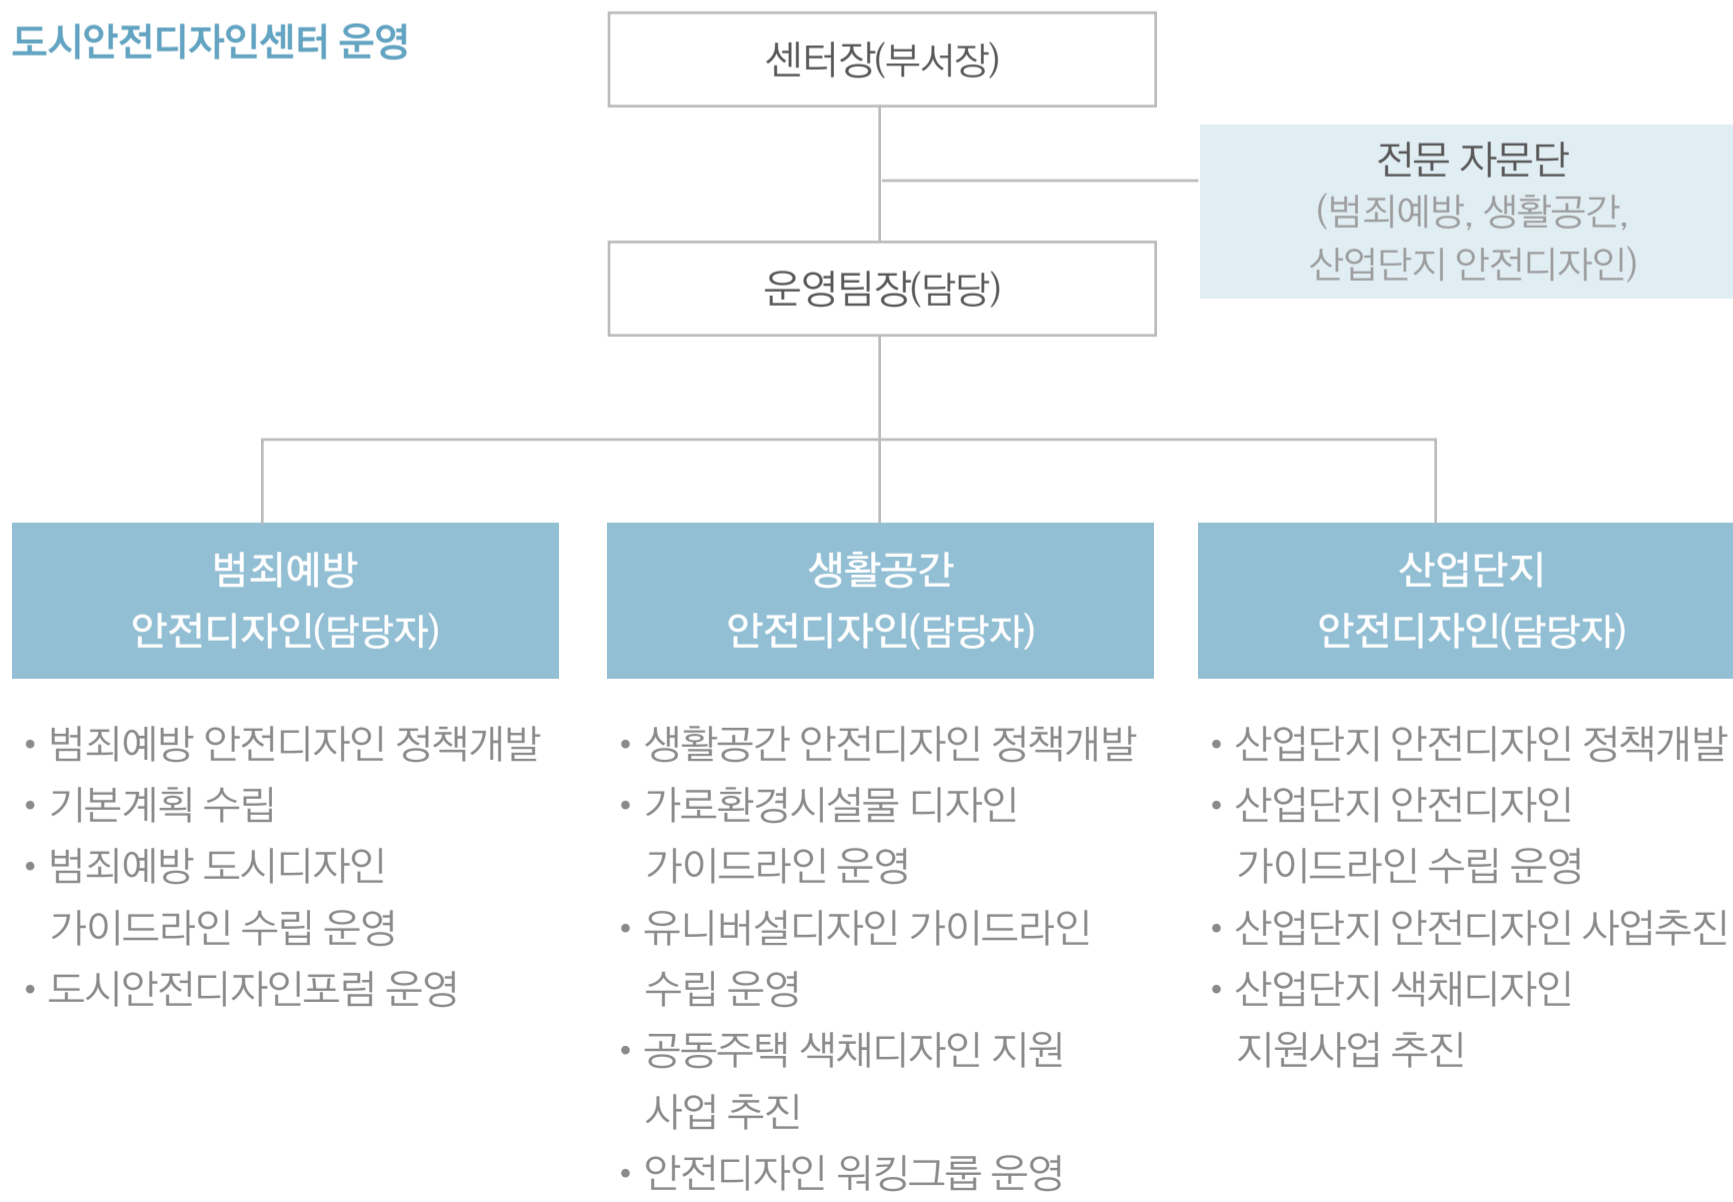 도시안전디자인센터 운영
센터장(부서장)
전문 자문단
(범죄예방, 생활공간,
산업단지 안전디자인)
운영팀장(담당)
범죄예방
안전디자인(담당자)
• 범죄예방 안전디자인 정책개발
• 기본계획 수립
• 범죄예방 도시디자인
가이드라인 수립 운영
• 도시안전디자인포럼 운영
생활공간
안전디자인(담당자)
• 생활공간 안전디자인 정책개발
• 가로환경시설물 디자인
가이드라인 운영
• 유니버설디자인 가이드라인
수립 운영
• 공동주택 색채디자인 지원
사업 추진
• 안전디자인 워킹그룹 운영
산업단지
안전디자인(담당자)
• 산업단지 안전디자인 정책개발
• 산업단지 안전디자인
가이드라인 수립 운영
• 산업단지 안전디자인 사업추진
• 산업단지 색채디자인
지원사업 추진